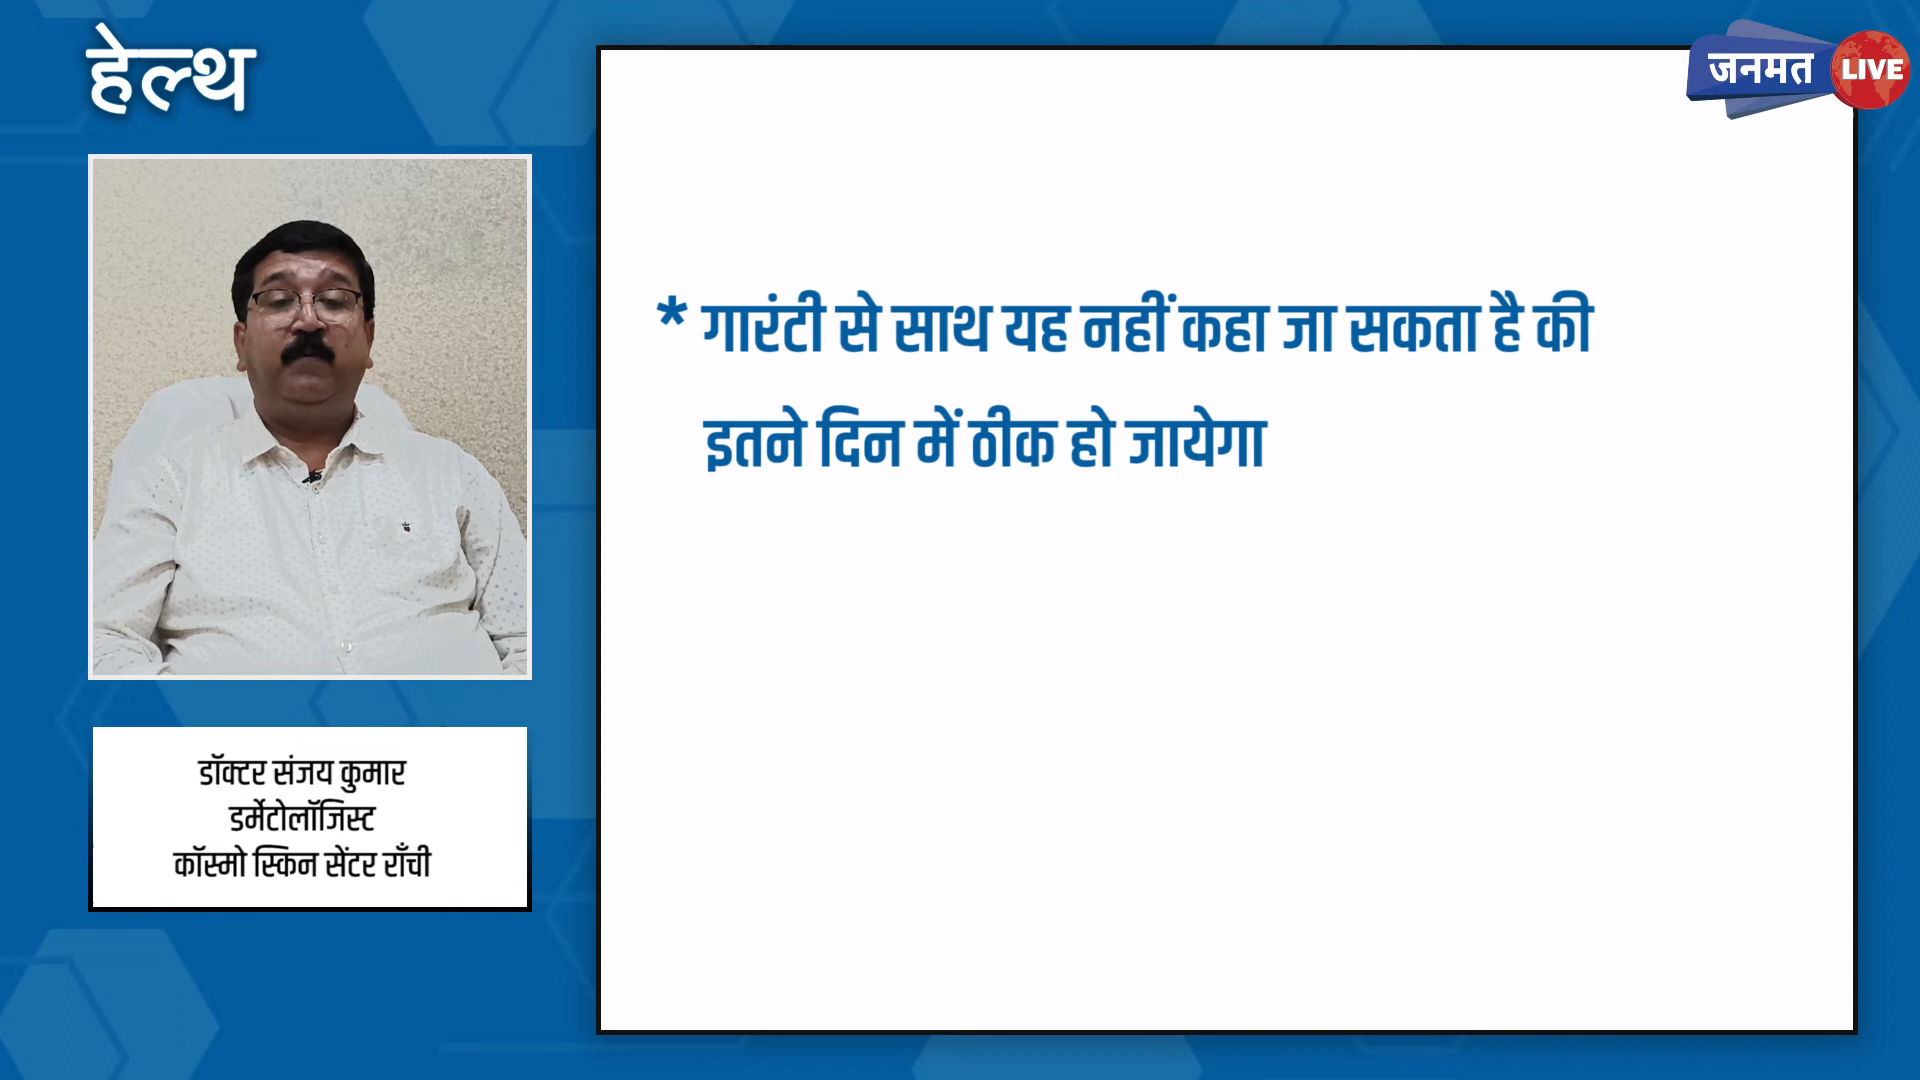 हेल्थ
जनमत LIVE
* गारंटी से साथ यह नहीं कहा जा सकता है की
इतने दिन में ठीक हो जायेगा
डॉक्टर संजय कुमार
डर्मेटोलॉजिस्ट
कॉस्मो स्किन सेंटर राँची